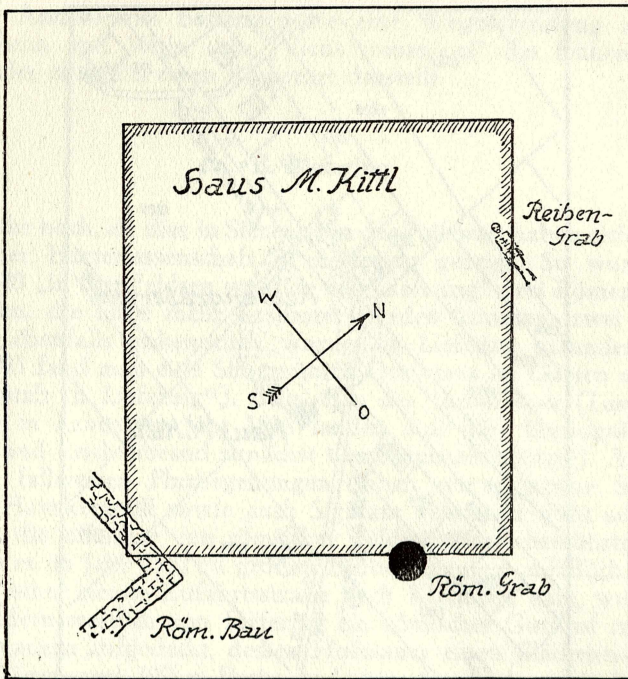 Haus M. Kittl
Reihen-
Grab
W
N
S
O
Röm. Grab
Röm. Bau